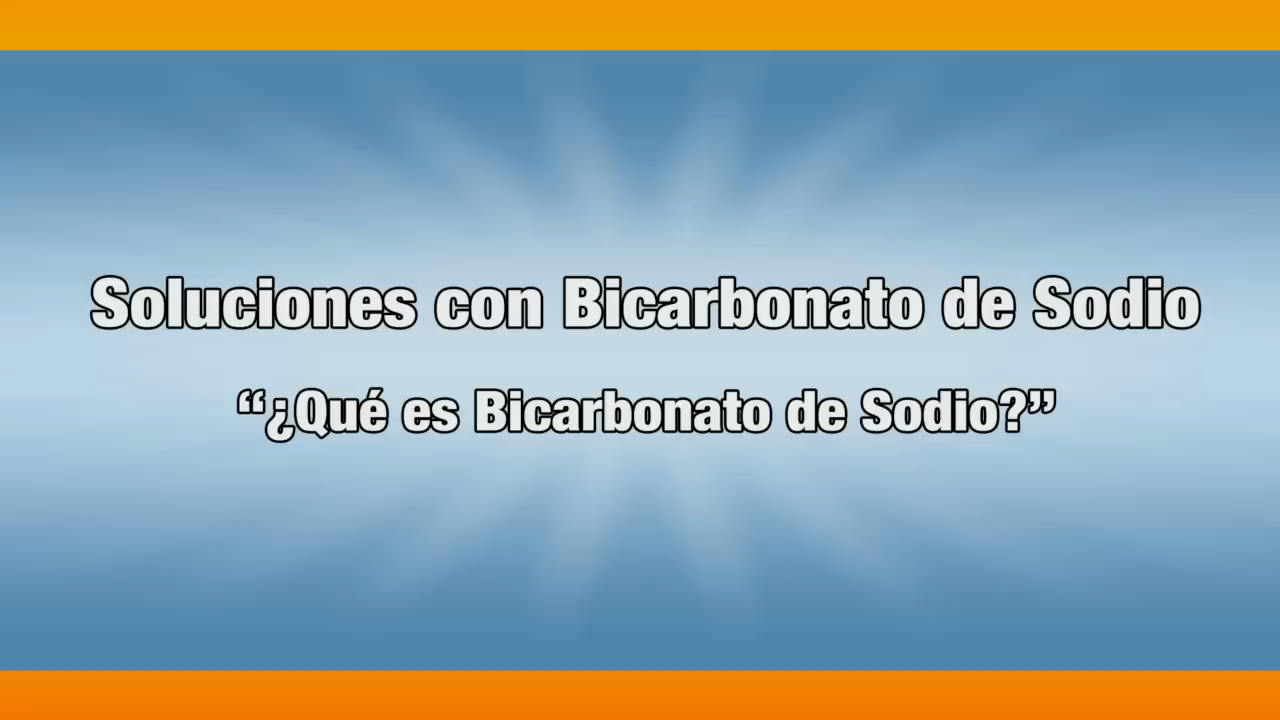 Soluciones con Bicarbonato de Sodio
“¿Qué es Bicarbonato de Sodio?”